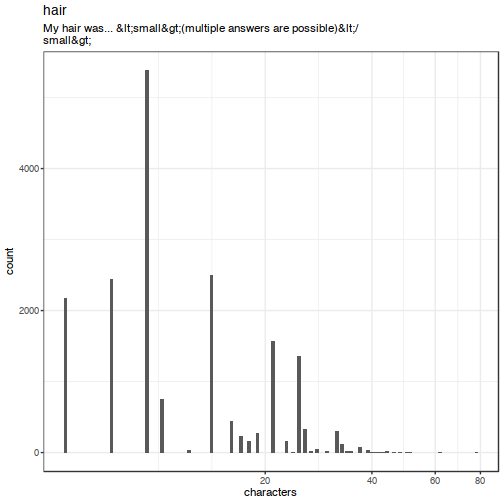 hair
My hair was... &lt;small&gt;(multiple answers are possible)&lt;/
small&gt;
4000
2000
0
count
20
40
60
80
characters